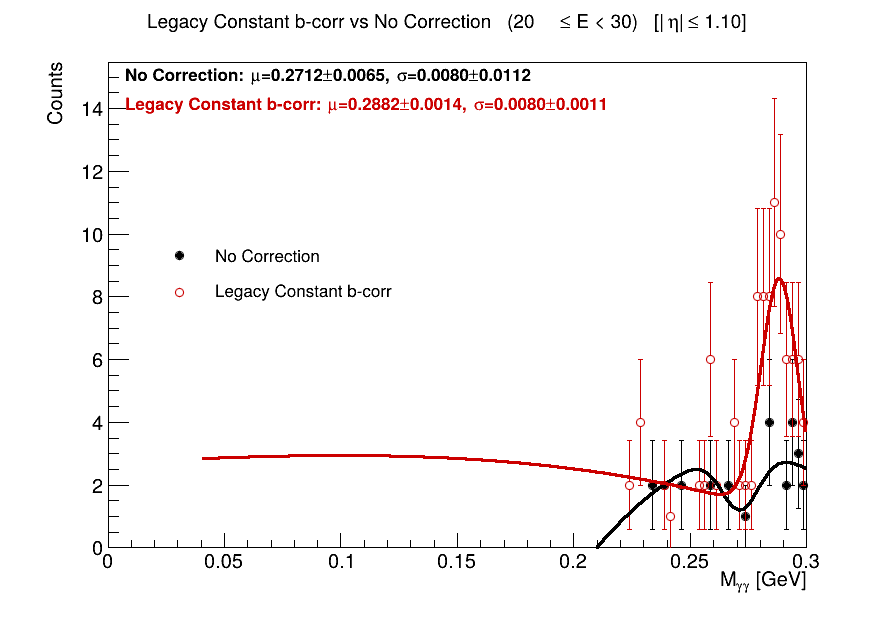 Legacy Constant b-corr vs No Correction (20 ≤ E < 30) [|η| ≤ 1.10]
Counts
No Correction: μ=0.2712±0.0065, σ=0.0080±0.0112
Legacy Constant b-corr: μ=0.2882±0.0014, σ=0.0080±0.0011
14
12
10
8
6
4
2
0
No Correction
Legacy Constant b-corr
0
0.05
0.1
0.15
0.2
0.25
0.3
Mγγ [GeV]